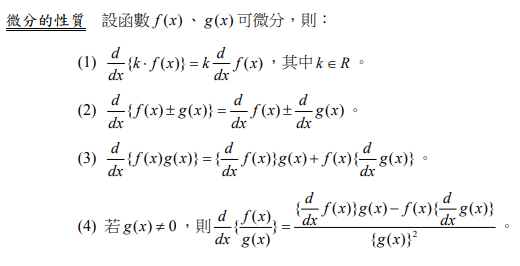 微分的性質 設函數 f(x)、g(x) 可微分，則：
(1) \frac{d}{dx}\{k \cdot f(x)\} = k\frac{d}{dx}f(x)，其中 k ∈ R。
(2) \frac{d}{dx}\{f(x) \pm g(x)\} = \frac{d}{dx}f(x) \pm \frac{d}{dx}g(x)。
(3) \frac{d}{dx}\{f(x)g(x)\} = \{\frac{d}{dx}f(x)\}g(x) + f(x)\{\frac{d}{dx}g(x)\}。
(4) 若 g(x) ≠ 0，則 \frac{d}{dx}\{\frac{f(x)}{g(x)}\} = \frac{\{\frac{d}{dx}f(x)\}g(x) - f(x)\{\frac{d}{dx}g(x)\}}{\{g(x)\}^2}。